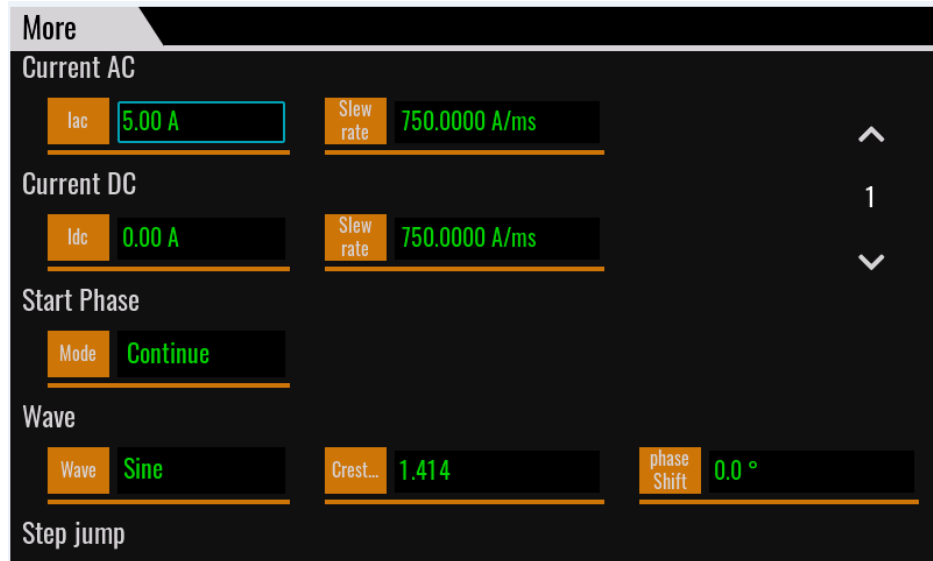 More
Current AC
Iac 5.00 A Slew rate 750.0000 A/ms
Current DC
1
Idc 0.00 A Slew rate 750.0000 A/ms
Start Phase
Mode Continue
Wave
Wave Sine Crest... 1.414 phase Shift 0.0 °
Step jump